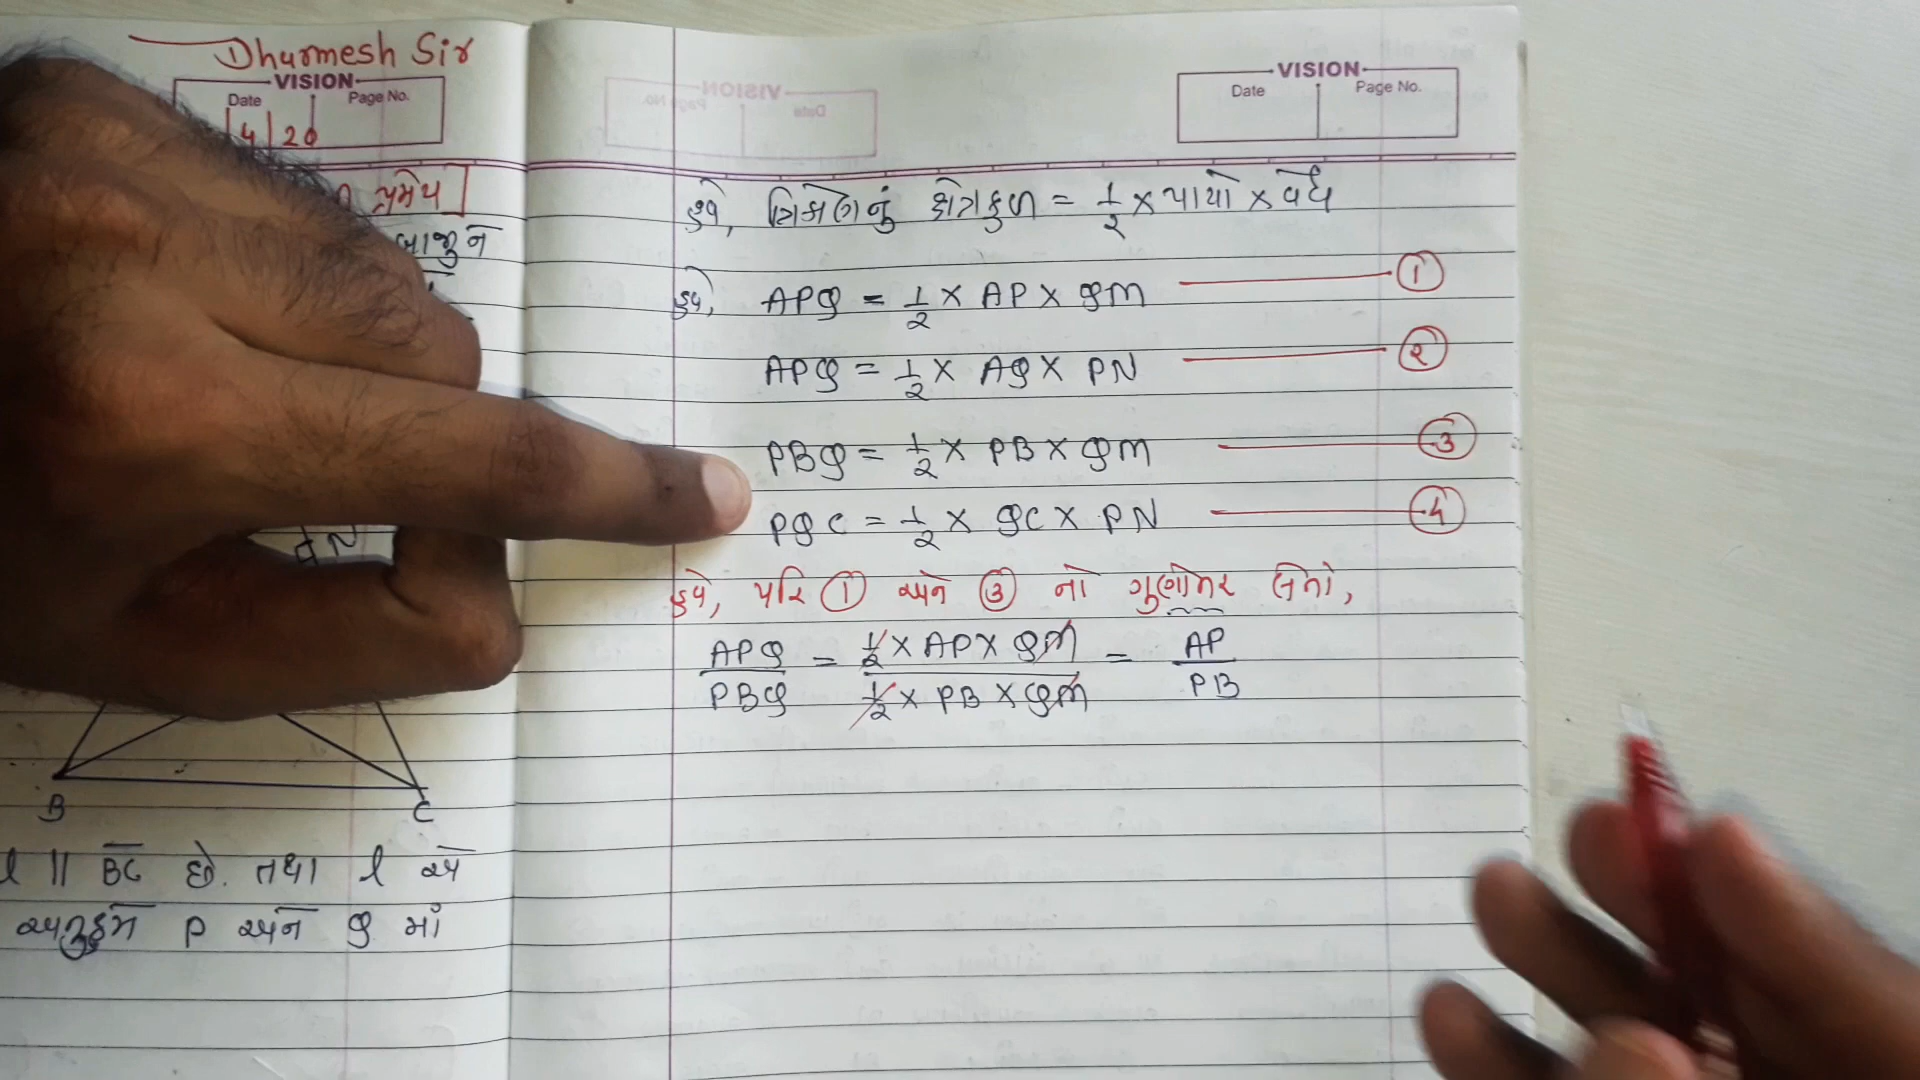 Dhurmesh Sir
VISION
Date Page No.
4 20
પ્રમેય
બાજુને
B C
l || BC છે. તથા l એ
અનુક્રમે P અને Q માં
VISION
Date Page No.
હવે, ત્રિકોણનું ક્ષેત્રફળ = 1/2 × પાયો × વેધ
હવે, APQ = 1/2 × AP × QM 1
APQ = 1/2 × AQ × PN 2
PBQ = 1/2 × PB × QM 3
PQC = 1/2 × QC × PN 4
હવે, પરિ 1 અને 3 નો ગુણોત્તર લેતાં,
APQ/PBQ = 1/2 × AP × QM / 1/2 × PB × QM = AP/PB